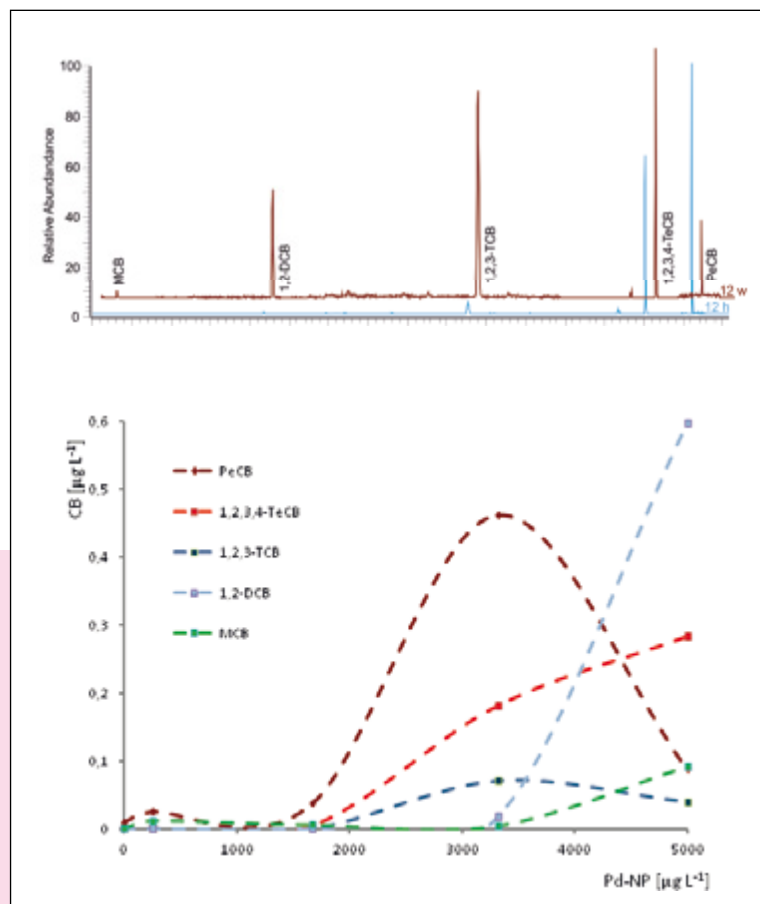 100
80
60
40
20
0
Relative Abundandance
MCB
1,2-DCB
1,2,3-TCB
1,2,3,4-TeCB
PeCB
12 w
12 h
0,6
0,5
0,4
0,3
0,2
0,1
0
CB [µg L⁻¹]
PeCB
1,2,3,4-TeCB
1,2,3-TCB
1,2-DCB
MCB
0 1000 2000 3000 4000 5000
Pd-NP [µg L⁻¹]